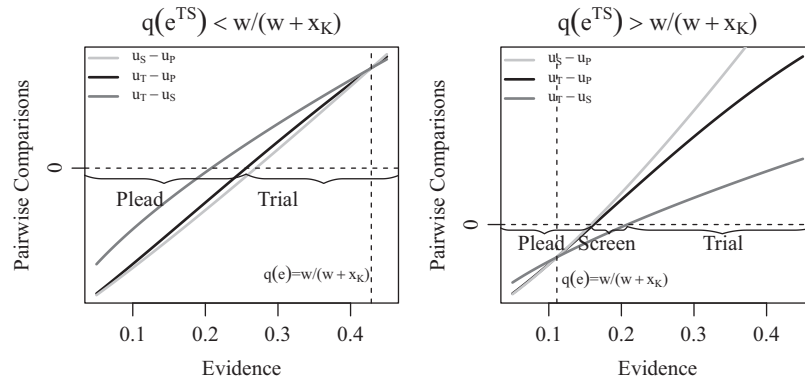 q(e^TS) < w/(w + x_K)
u_S − u_P
u_T − u_P
u_T − u_S
Pairwise Comparisons
0
Plead
Trial
q(e)=w/(w + x_K)
0.1 0.2 0.3 0.4
Evidence
q(e^TS) > w/(w + x_K)
u_S − u_P
u_T − u_P
u_T − u_S
Pairwise Comparisons
0
Plead Screen Trial
q(e)=w/(w + x_K)
0.1 0.2 0.3 0.4
Evidence